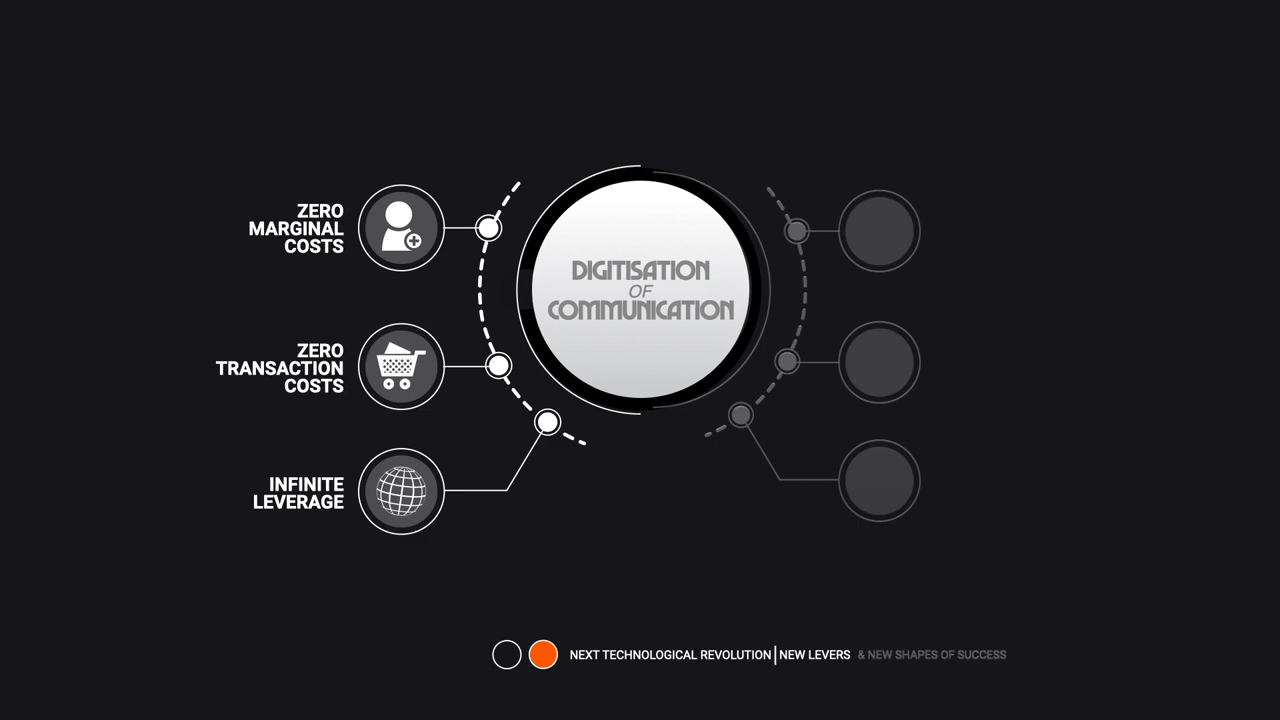 ZERO
MARGINAL
COSTS
ZERO
TRANSACTION
COSTS
INFINITE
LEVERAGE
DIGITISATION
OF
COMMUNICATION
NEXT TECHNOLOGICAL REVOLUTION NEW LEVERS & NEW SHAPES OF SUCCESS